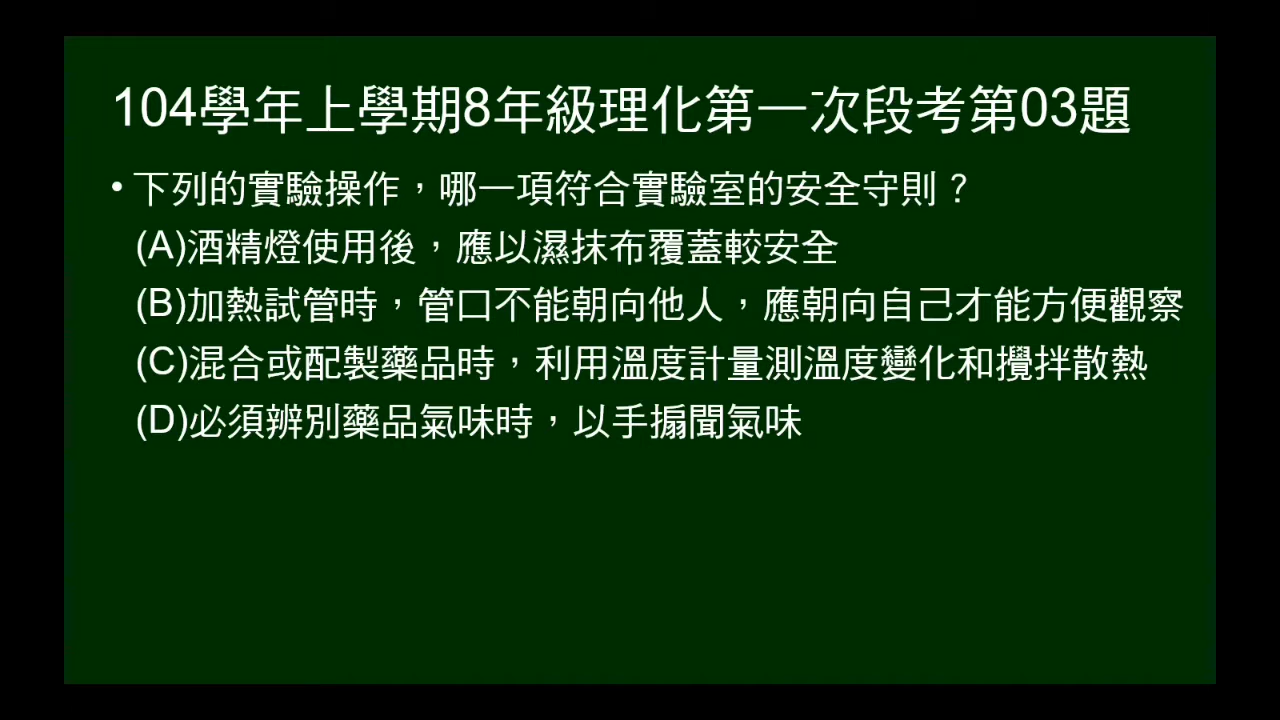 104學年上學期8年級理化第一次段考第03題
• 下列的實驗操作，哪一項符合實驗室的安全守則？
(A)酒精燈使用後，應以濕抹布覆蓋較安全
(B)加熱試管時，管口不能朝向他人，應朝向自己才能方便觀察
(C)混合或配製藥品時，利用溫度計量測溫度變化和攪拌散熱
(D)必須辨別藥品氣味時，以手搧聞氣味